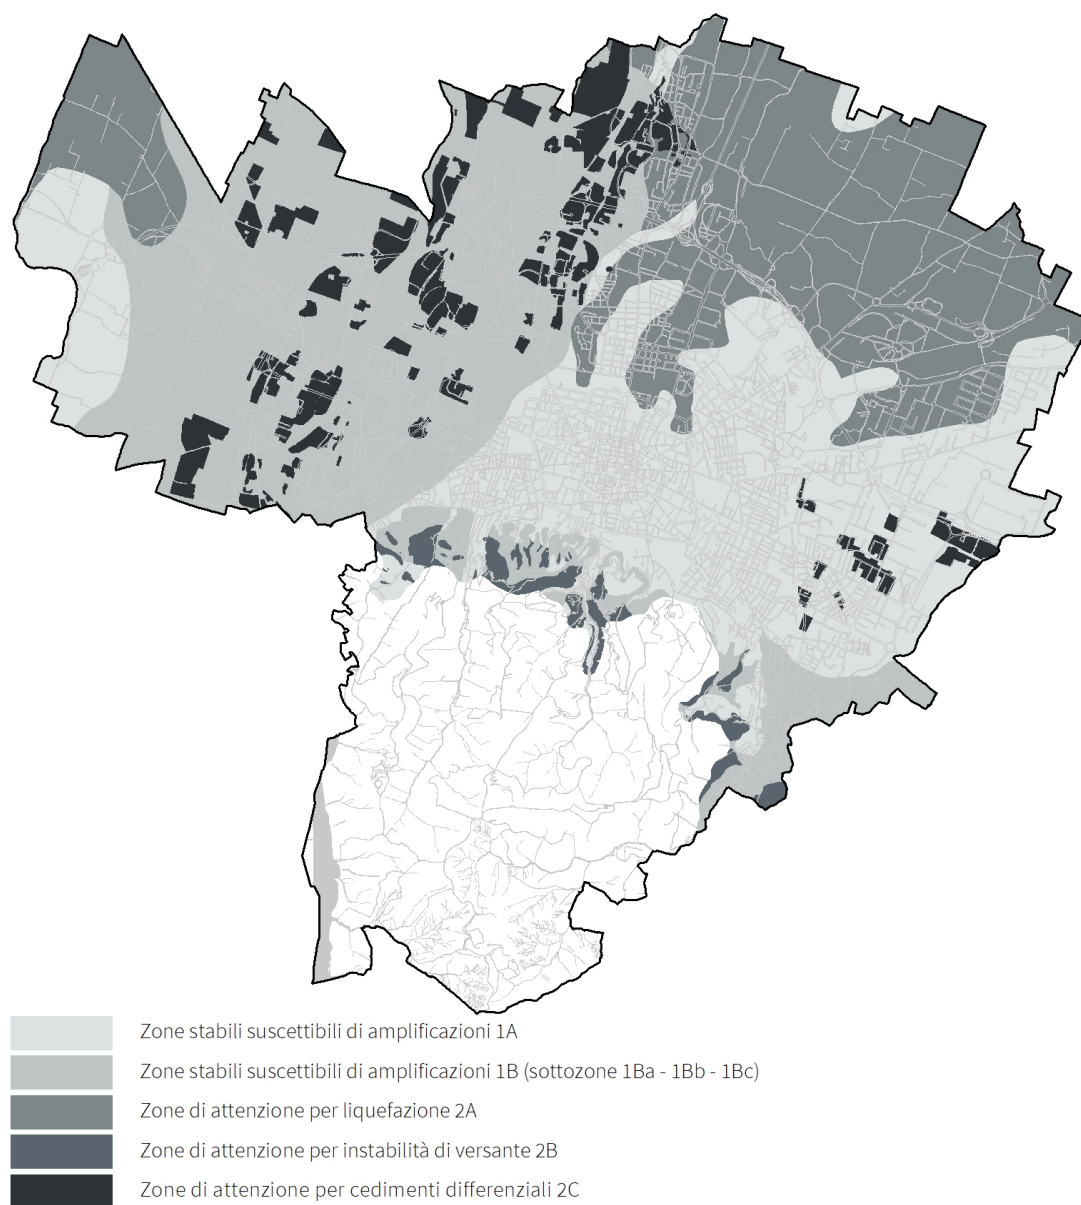 Zone stabili suscettibili di amplificazioni 1A
Zone stabili suscettibili di amplificazioni 1B (sottozone 1Ba - 1Bb - 1Bc)
Zone di attenzione per liquefazione 2A
Zone di attenzione per instabilità di versante 2B
Zone di attenzione per cedimenti differenziali 2C